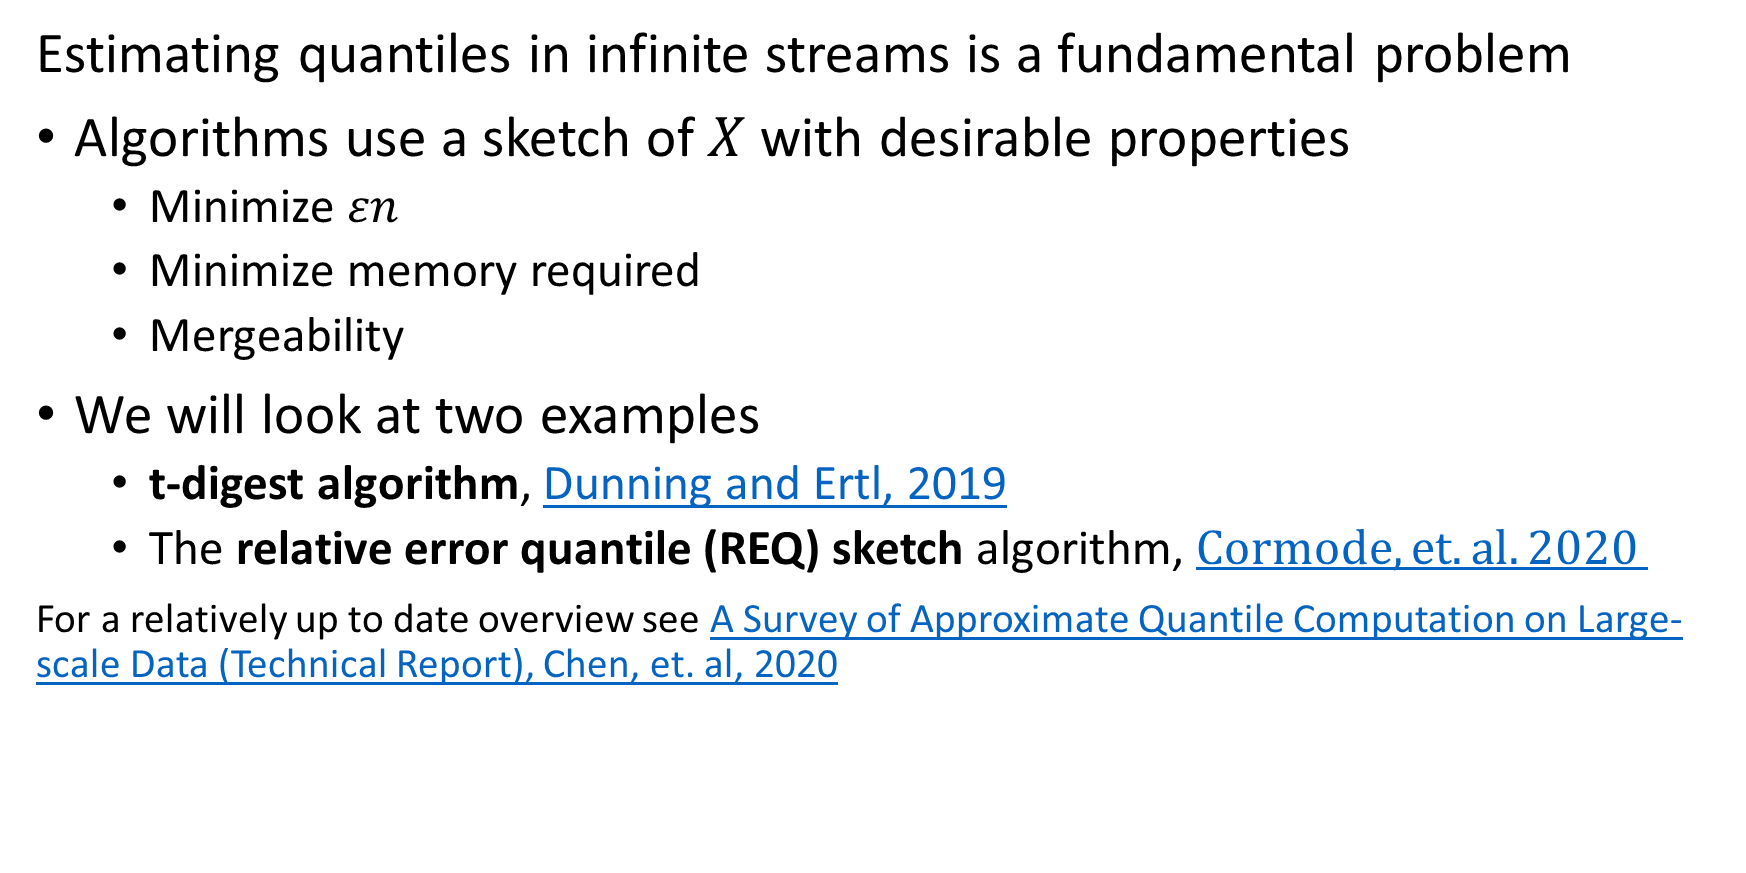 Estimating quantiles in infinite streams is a fundamental problem
• Algorithms use a sketch of X with desirable properties
• Minimize εn
• Minimize memory required
• Mergeability
• We will look at two examples
• t-digest algorithm, Dunning and Ertl, 2019
• The relative error quantile (REQ) sketch algorithm, Cormode, et. al. 2020
For a relatively up to date overview see A Survey of Approximate Quantile Computation on Large-
scale Data (Technical Report), Chen, et. al, 2020